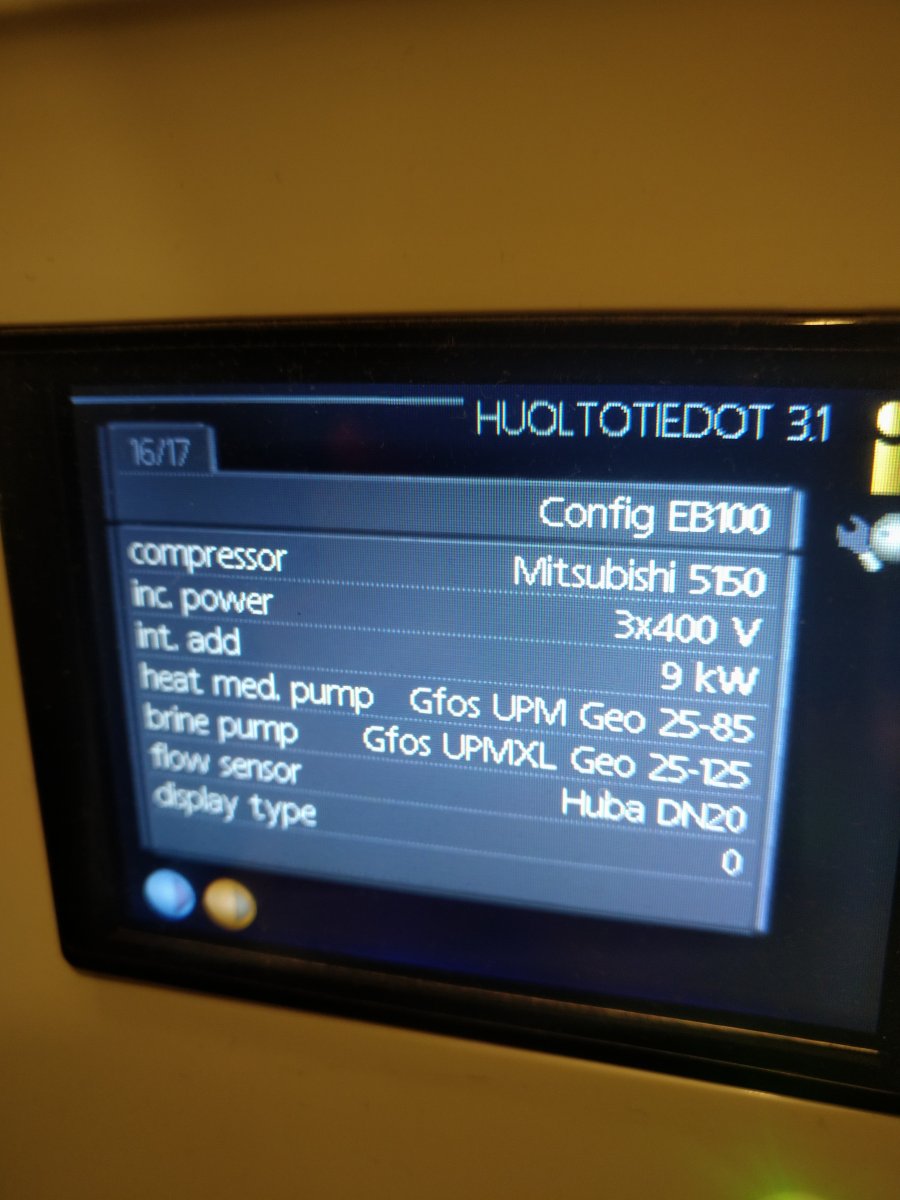 HUOLTOTIEDOT 3.1
16/17
Config EB100
compressor Mitsubishi 5150
inc. power 3x400 V
int. add 9 kW
heat med. pump Gfos UPM Geo 25-85
brine pump Gfos UPMXL Geo 25-125
flow sensor Huba DN20
display type 0